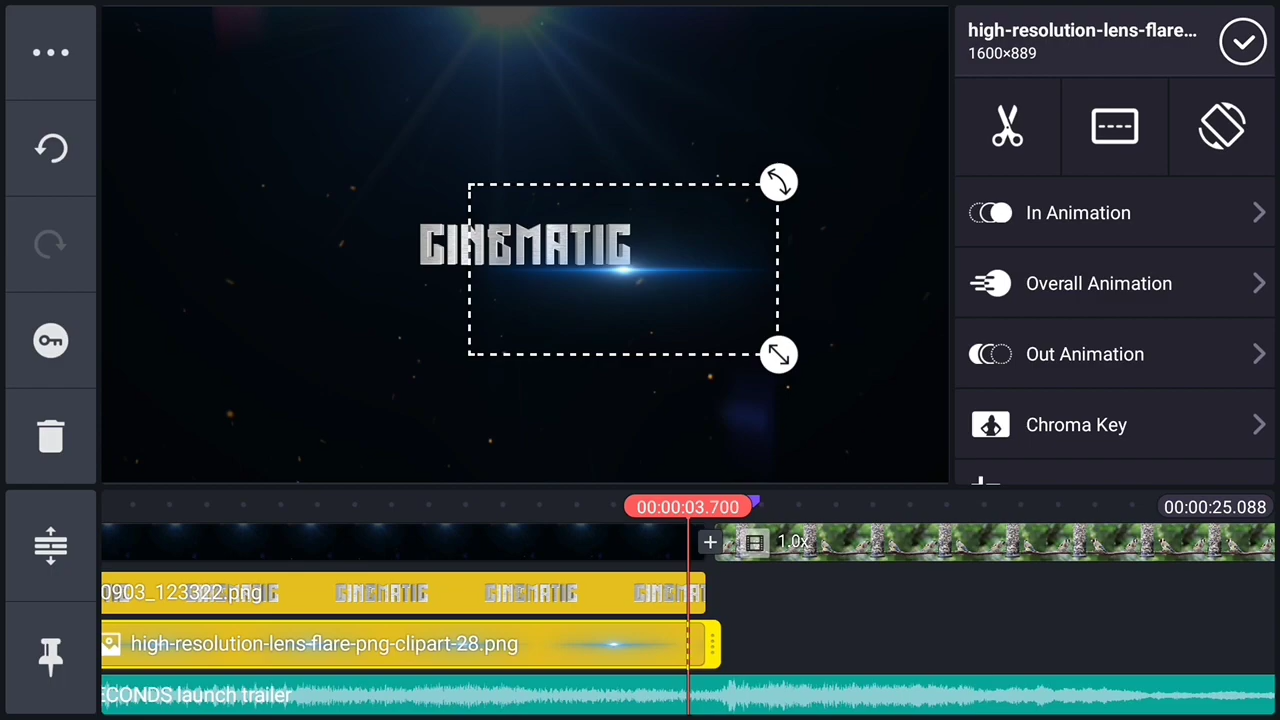 high-resolution-lens-flare...
1600×889
CINEMATIC
In Animation
Overall Animation
Out Animation
Chroma Key
00:00:03.700
00:00:25.088
1.0x
0903_123322.png
CINEMATIC CINEMATIC CINEMATIC
high-resolution-lens-flare-png-clipart-28.png
ECONDS launch trailer